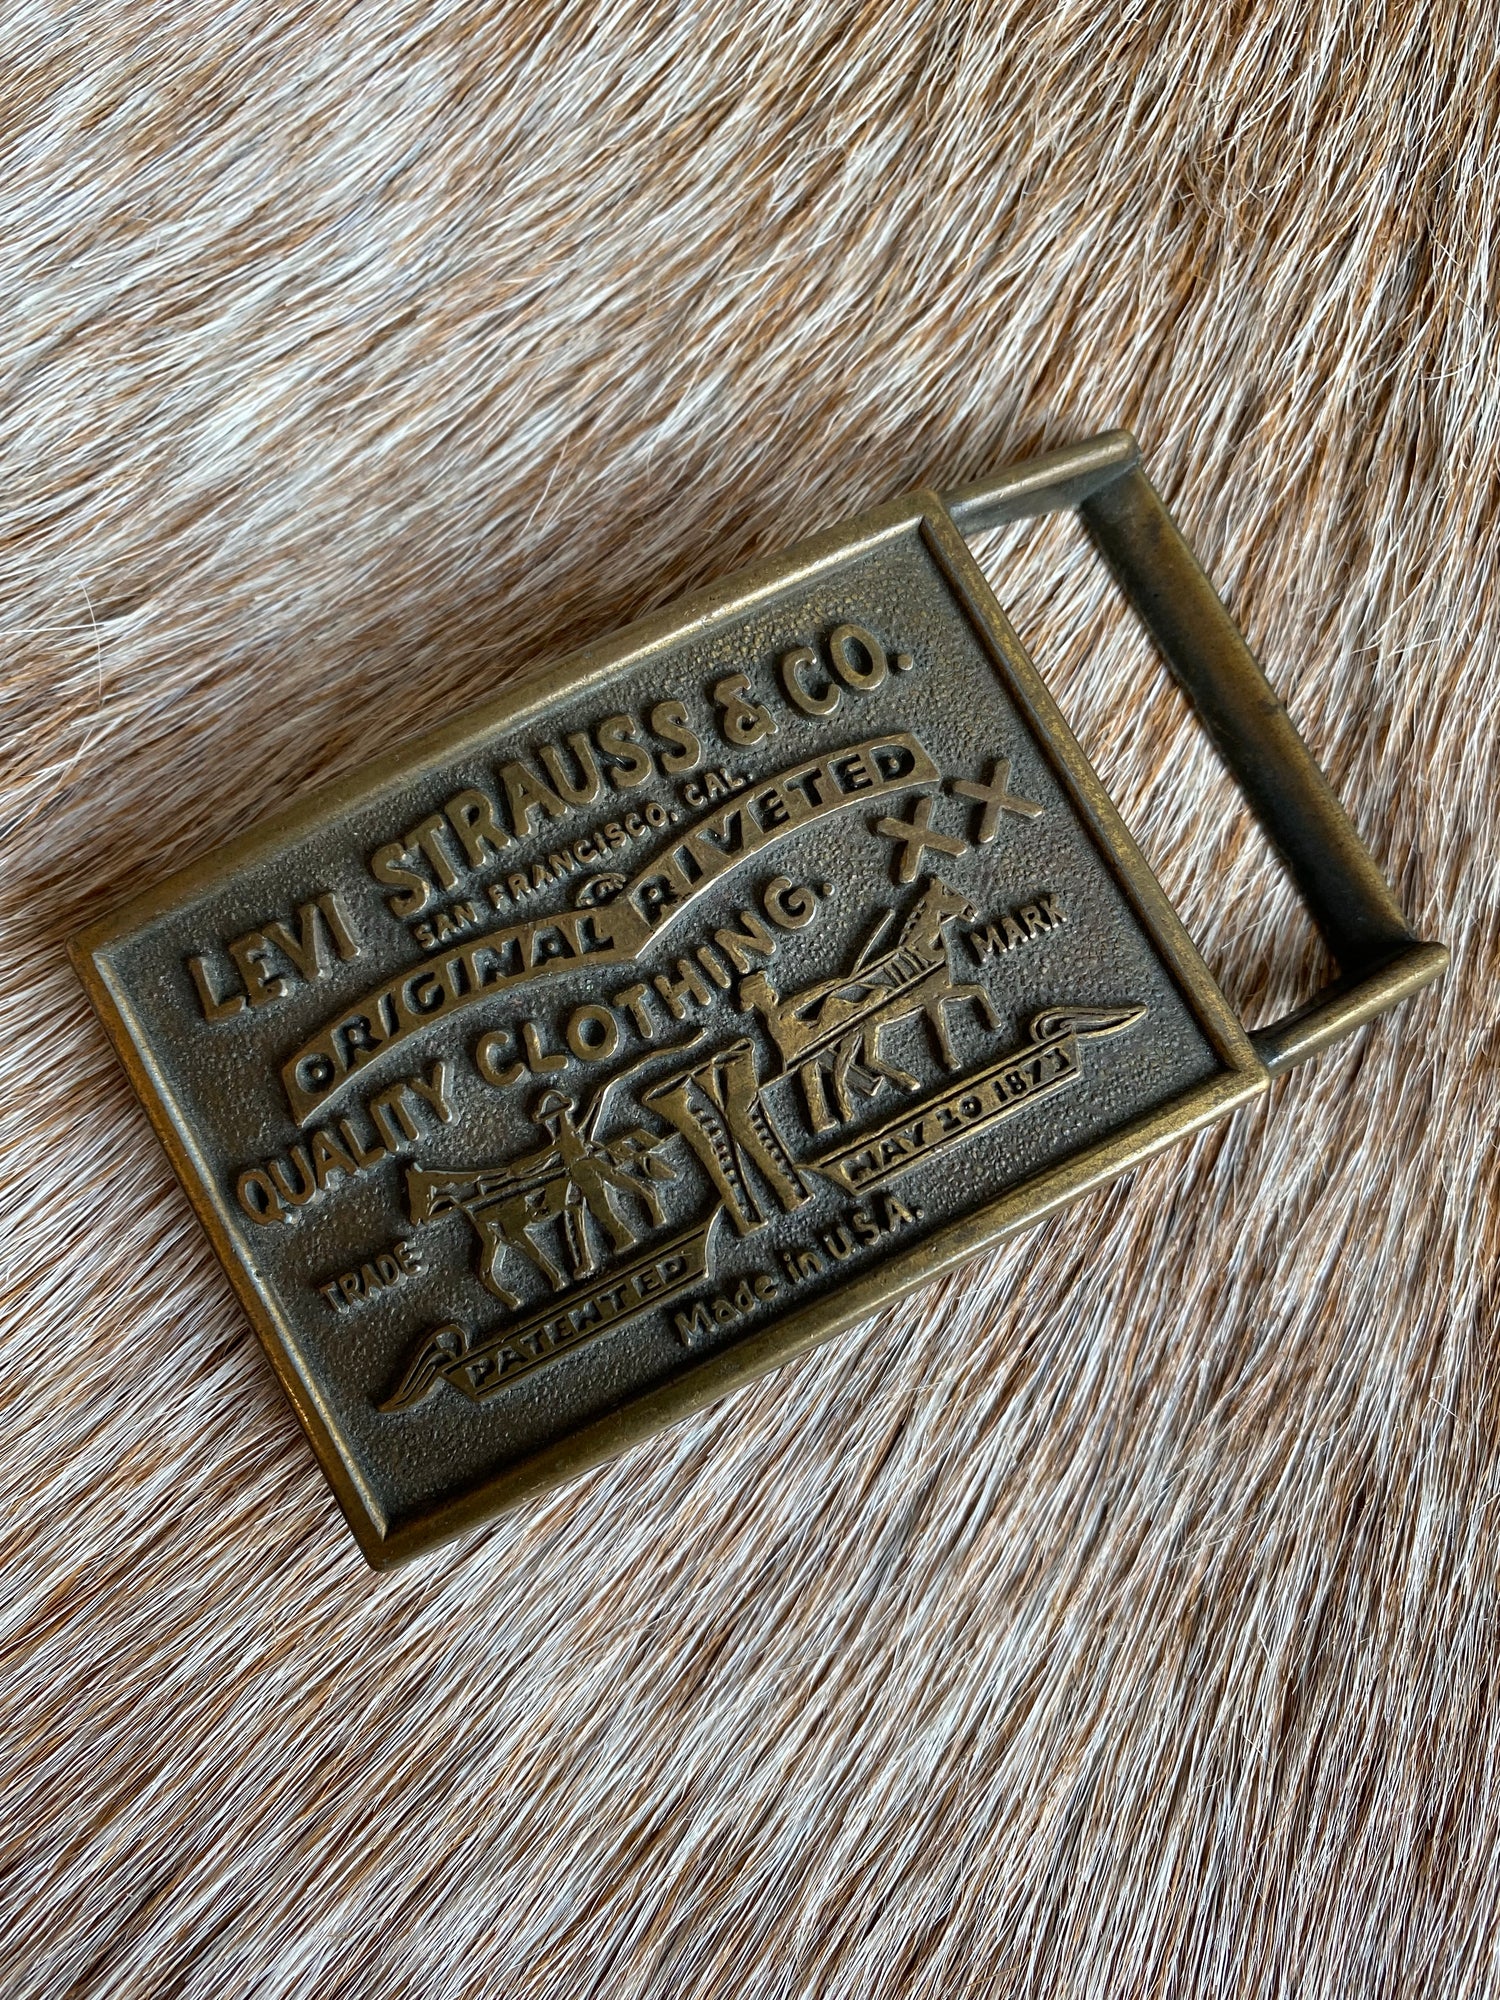 LEVI STRAUSS & CO.
SAN FRANCISCO, CAL.
ORIGINAL RIVETED
QUALITY CLOTHING. XX
TRADE MARK
PATENTED MAY 20 1873
Made in U.S.A.